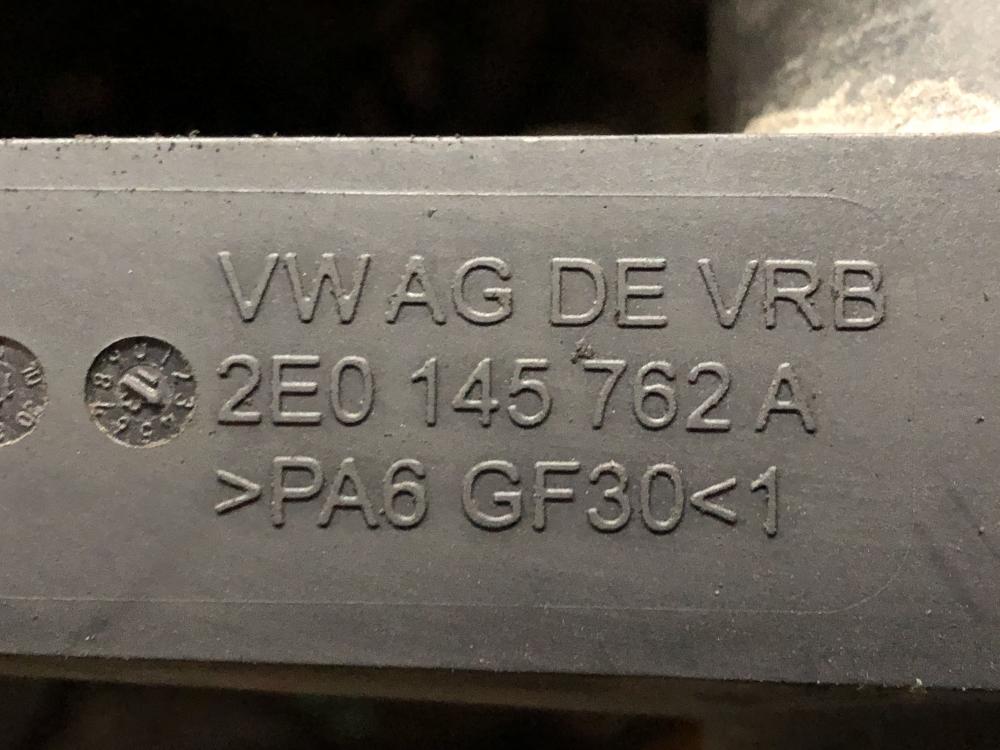 VW AG DE VRB
2E0 145 762 A
>PA6 GF30<1